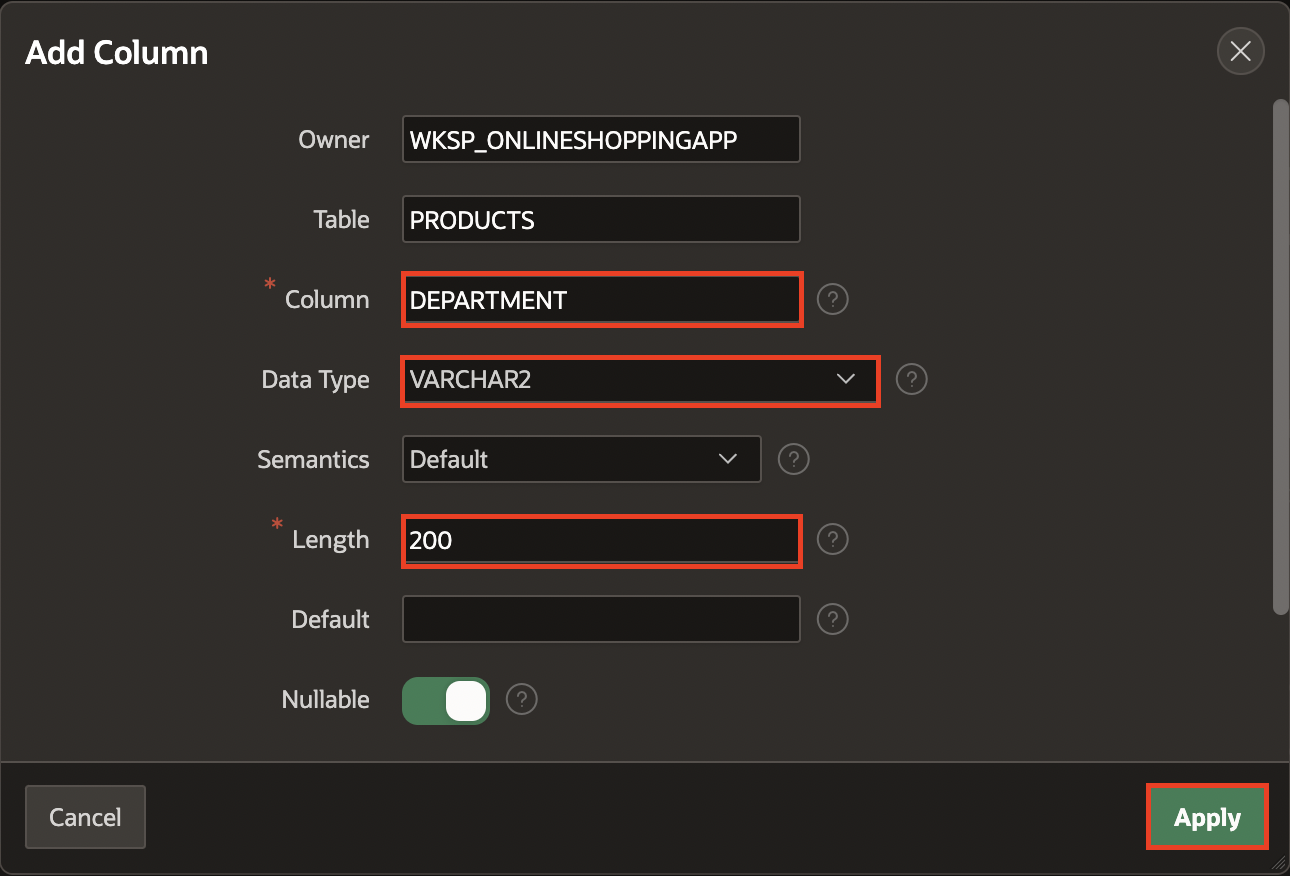 Add Column
Owner WKSP_ONLINESHOPPINGAPP
Table PRODUCTS
* Column DEPARTMENT ?
Data Type VARCHAR2 ?
Semantics Default ?
* Length 200 ?
Default ?
Nullable ?
Cancel Apply